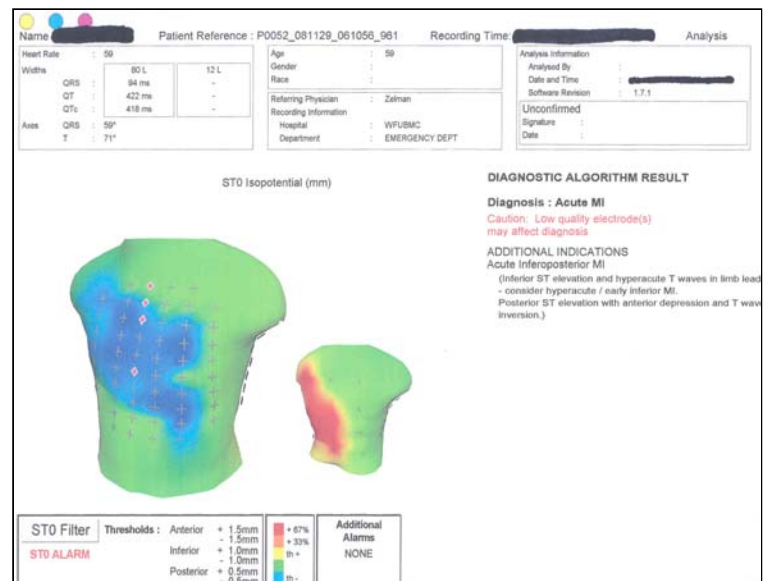 Name Patient Reference : P0052_081129_061056_961 Recording Time: Analysis
Heart Rate : 59
Widths 80 L 12 L
QRS : 94 ms -
QT : 422 ms -
QTc : 418 ms -
Axes QRS : 59°
T : 71°
Age : 59
Gender :
Race :
Referring Physician : Zelman
Recording Information
Hospital : WFUBMC
Department : EMERGENCY DEPT
Analysis Information
Analysed By :
Date and Time :
Software Revision : 1.7.1
Unconfirmed
Signature :
Date :
ST0 Isopotential (mm)
DIAGNOSTIC ALGORITHM RESULT
Diagnosis : Acute MI
Caution: Low quality electrode(s)
may affect diagnosis
ADDITIONAL INDICATIONS
Acute Inferoposterior MI
(Inferior ST elevation and hyperacute T waves in limb lead
- consider hyperacute / early inferior MI.
Posterior ST elevation with anterior depression and T wav
inversion.)
ST0 Filter
ST0 ALARM
Thresholds : Anterior + 1.5mm
- 1.5mm
Inferior + 1.0mm
- 1.0mm
Posterior + 0.5mm
- 0.5mm
+ 67%
+ 33%
th +
th -
Additional
Alarms
NONE